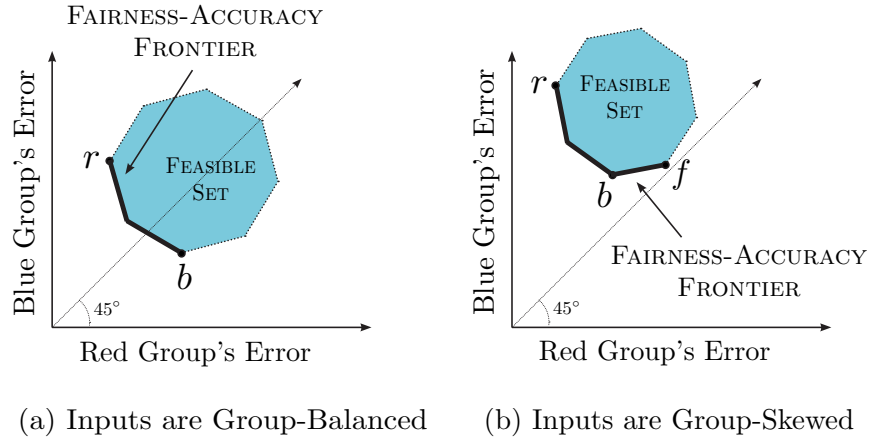 FAIRNESS-ACCURACY
FRONTIER
Blue Group's Error
r
FEASIBLE
SET
b
45°
Red Group's Error
(a) Inputs are Group-Balanced
Blue Group's Error
r
FEASIBLE
SET
b
f
FAIRNESS-ACCURACY
FRONTIER
45°
Red Group's Error
(b) Inputs are Group-Skewed